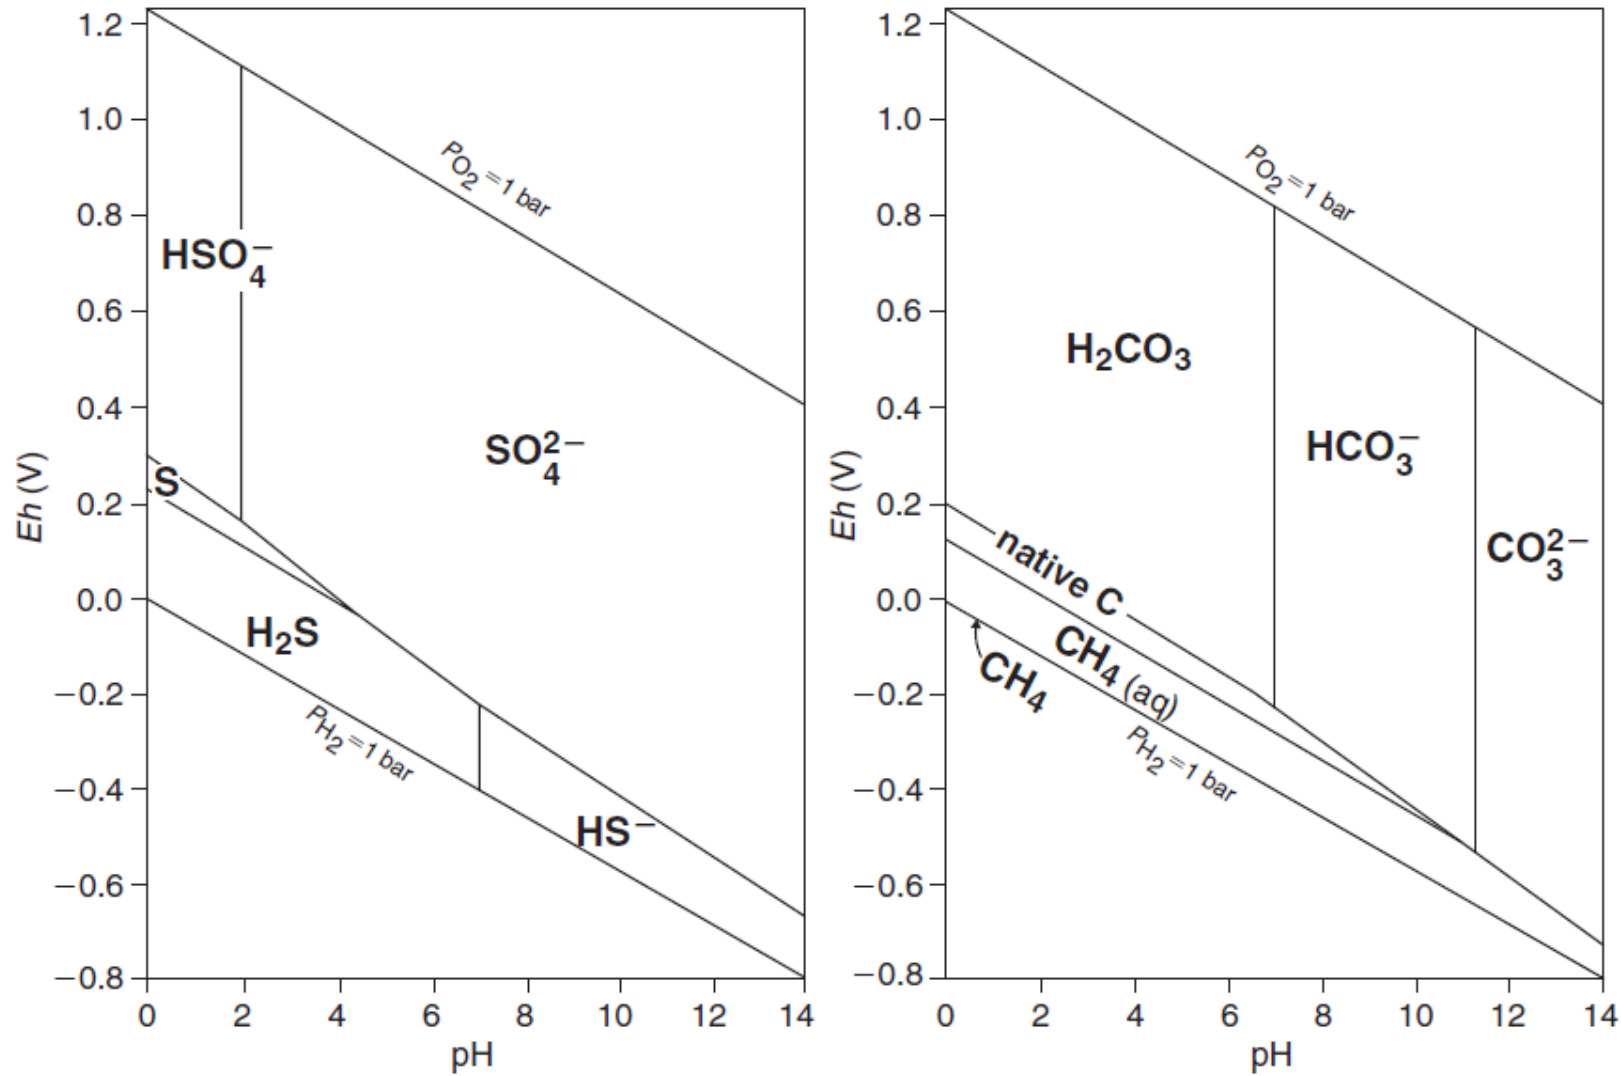 1.2
1.0
0.8
0.6
0.4
0.2
0.0
−0.2
−0.4
−0.6
−0.8
Eh (V)
P_O₂ =1 bar
HSO₄⁻
SO₄²⁻
S
H₂S
P_H₂ =1 bar
HS⁻
0 2 4 6 8 10 12 14
pH
1.2
1.0
0.8
0.6
0.4
0.2
0.0
−0.2
−0.4
−0.6
−0.8
Eh (V)
P_O₂ =1 bar
H₂CO₃
HCO₃⁻
CO₃²⁻
native C
CH₄ (aq)
CH₄
P_H₂ =1 bar
0 2 4 6 8 10 12 14
pH